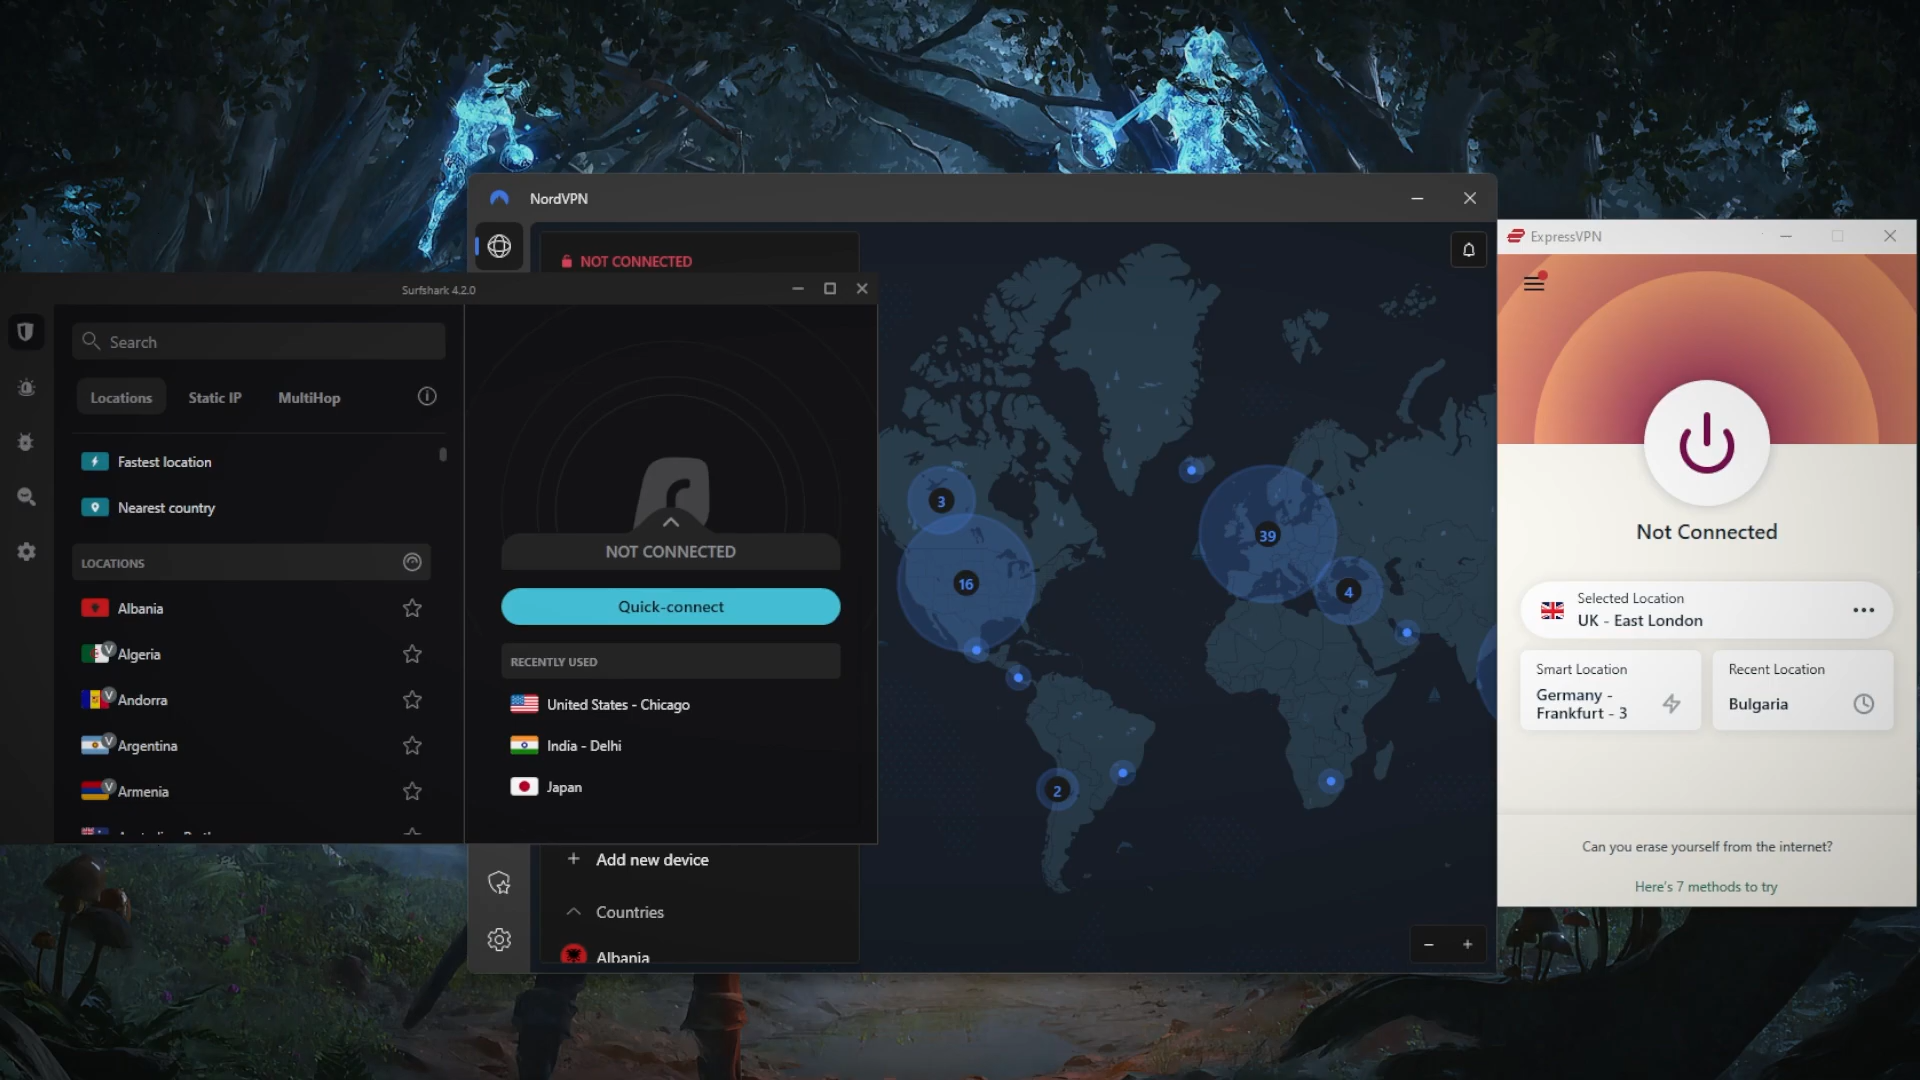 NordVPN
NOT CONNECTED
Surfshark 4.2.0
Search
Locations
Static IP
MultiHop
Fastest location
Nearest country
LOCATIONS
Albania
V
Algeria
V
Andorra
V
Argentina
V
Armenia
NOT CONNECTED
Quick-connect
RECENTLY USED
United States - Chicago
India - Delhi
Japan
Add new device
Countries
Albania
3
16
39
4
2
ExpressVPN
Not Connected
Selected Location
UK - East London
Smart Location
Germany -
Frankfurt - 3
Recent Location
Bulgaria
Can you erase yourself from the internet?
Here's 7 methods to try